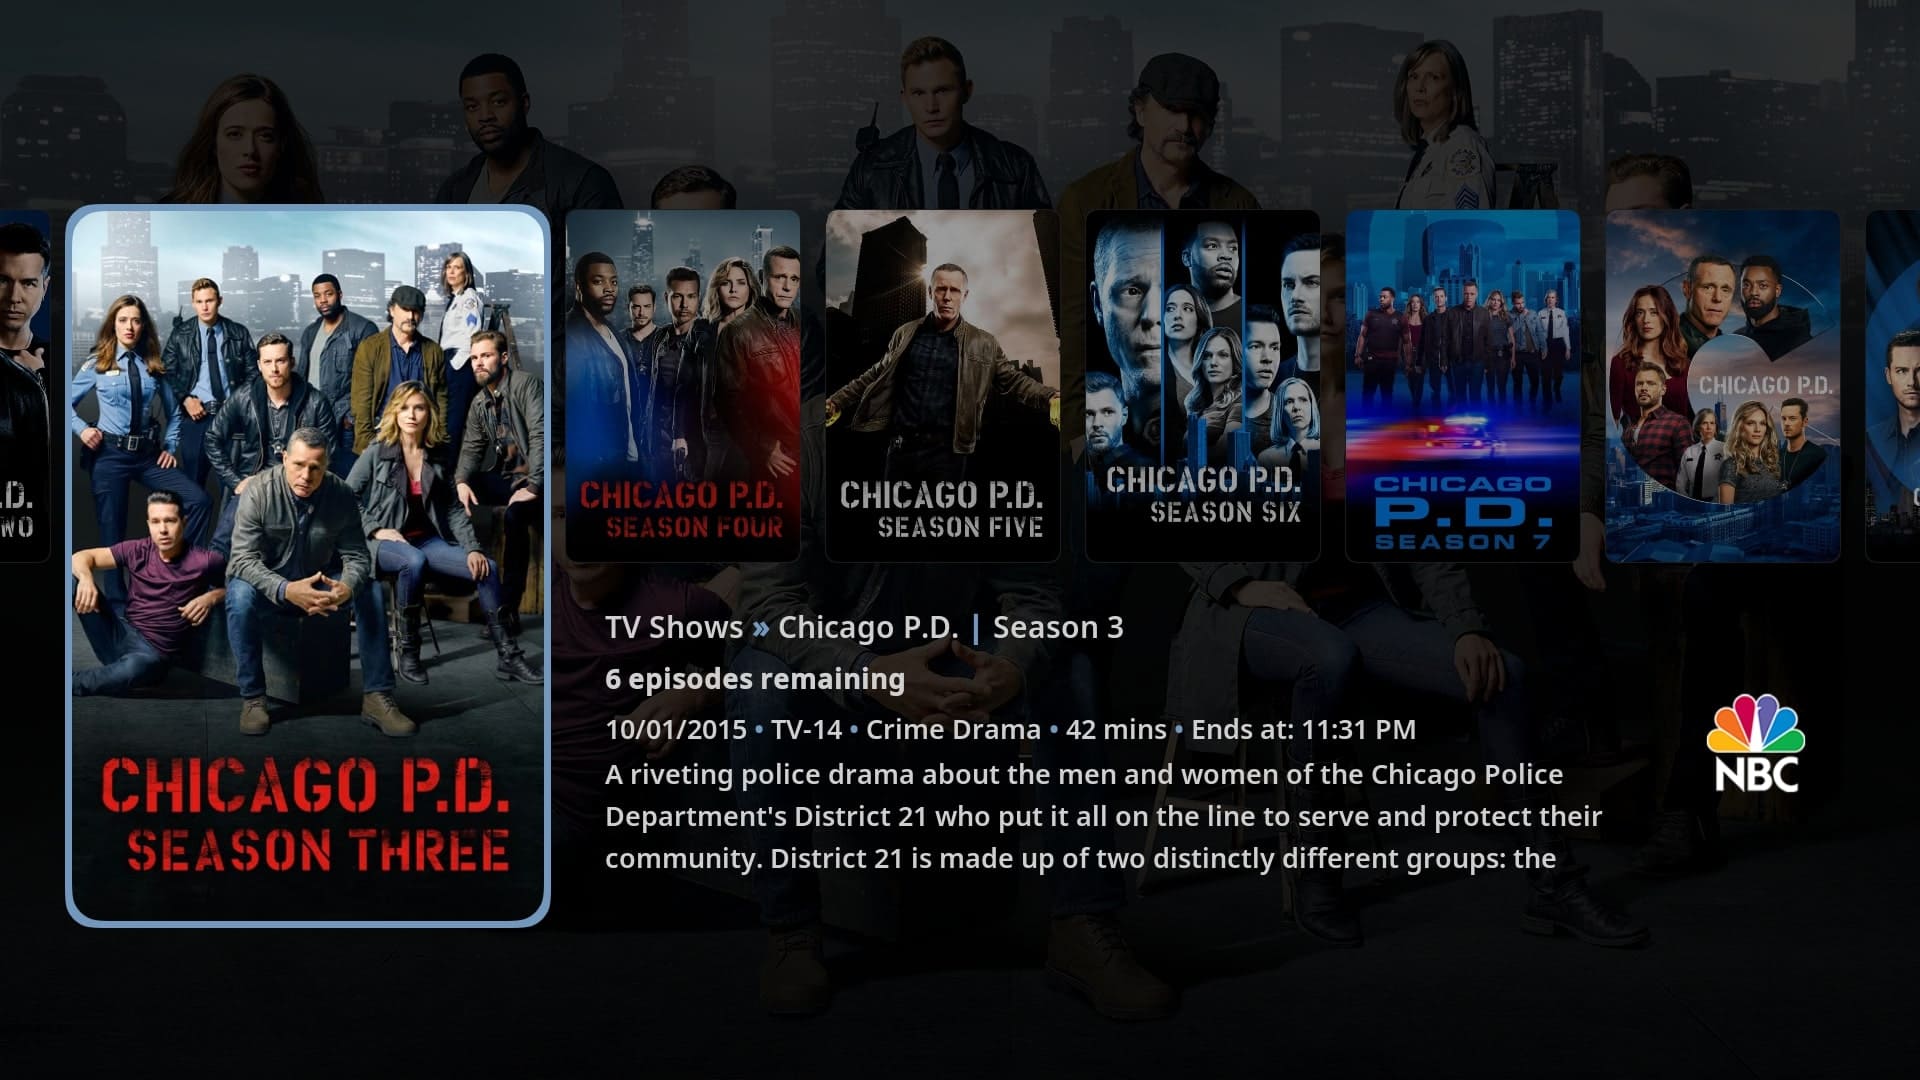 .D.
WO
CHICAGO P.D.
SEASON THREE
CHICAGO P.D.
SEASON FOUR
CHICAGO P.D.
SEASON FIVE
CHICAGO P.D.
SEASON SIX
CHICAGO
P.D.
SEASON 7
CHICAGO P.D.
TV Shows » Chicago P.D. | Season 3
6 episodes remaining
10/01/2015 • TV-14 • Crime Drama • 42 mins • Ends at: 11:31 PM
A riveting police drama about the men and women of the Chicago Police
Department's District 21 who put it all on the line to serve and protect their
community. District 21 is made up of two distinctly different groups: the
NBC